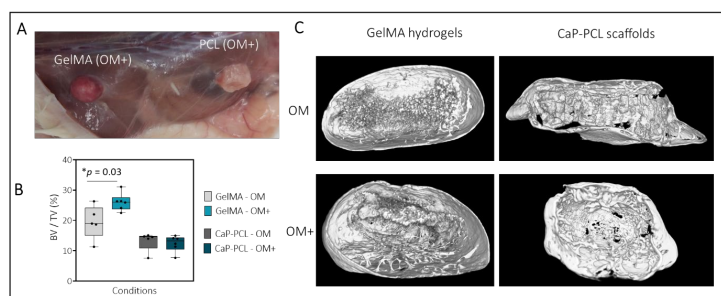 A
GelMA (OM+)
PCL (OM+)
B
BV / TV (%)
40
30
20
10
0
*p = 0.03
Conditions
GelMA - OM
GelMA - OM+
CaP-PCL - OM
CaP-PCL - OM+
C
GelMA hydrogels
CaP-PCL scaffolds
OM
OM+